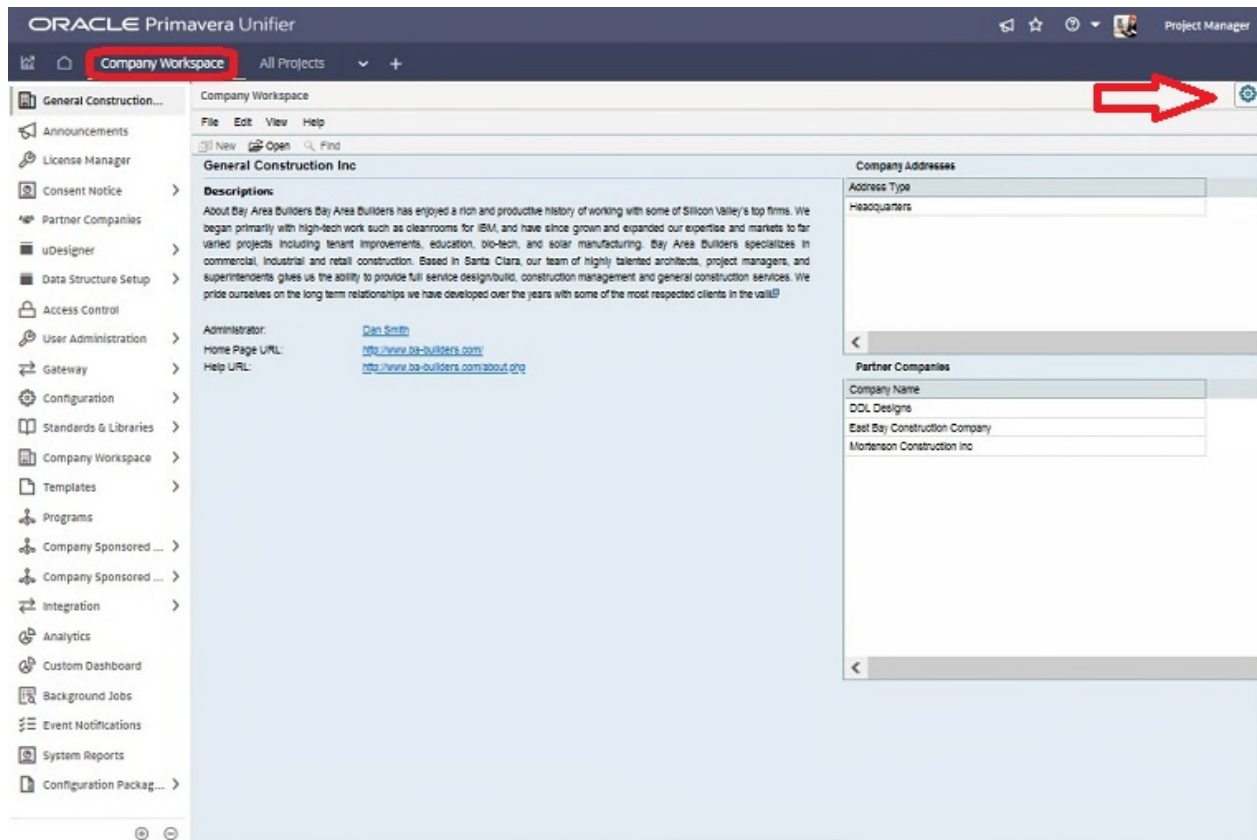 ORACLE Primavera Unifier
Project Manager
Company Workspace
All Projects
General Construction...
Announcements
License Manager
Consent Notice
Partner Companies
uDesigner
Data Structure Setup
Access Control
User Administration
Gateway
Configuration
Standards & Libraries
Company Workspace
Templates
Programs
Company Sponsored ...
Company Sponsored ...
Integration
Analytics
Custom Dashboard
Background Jobs
Event Notifications
System Reports
Configuration Packag...
Company Workspace
File Edit View Help
New Open Find
General Construction Inc
Description:
About Bay Area Builders Bay Area Builders has enjoyed a rich and productive history of working with some of Silicon Valley's top firms. We
began primarily with high-tech work such as cleanrooms for IBM, and have since grown and expanded our expertise and markets to far
varied projects including tenant improvements, education, bio-tech, and solar manufacturing. Bay Area Builders specializes in
commercial, industrial and retail construction. Based in Santa Clara, our team of highly talented architects, project managers, and
superintendents gives us the ability to provide full service design/build, construction management and general construction services. We
pride ourselves on the long term relationships we have developed over the years with some of the most respected clients in the
Administrator: Dan Smith
Home Page URL: http://www.ba-builders.com/
Help URL: http://www.ba-builders.com/about.php
Company Addresses
Address Type
Headquarters
Partner Companies
Company Name
DDL Designs
East Bay Construction Company
Mortenson Construction Inc